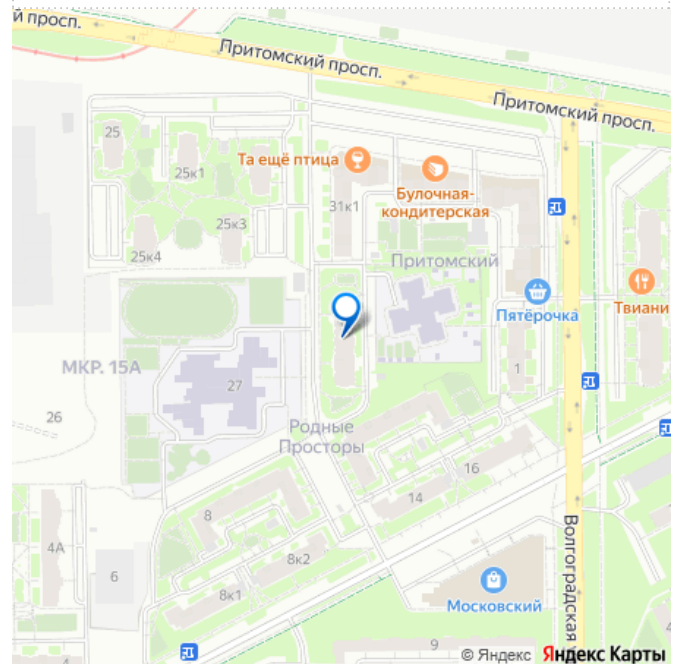 й просп.
Притомский просп.
Притомский просп.
25
Та ещё птица
25к1
Булочная-
кондитерская
31к1
25к3
25к4
Притомский
Пятёрочка
Твиани
МКР. 15А
27
1
26
Родные
Просторы
16
14
8
4А
6
8к2
8к1
Волгоградская
Московский
9
© Яндекс Яндекс Карты